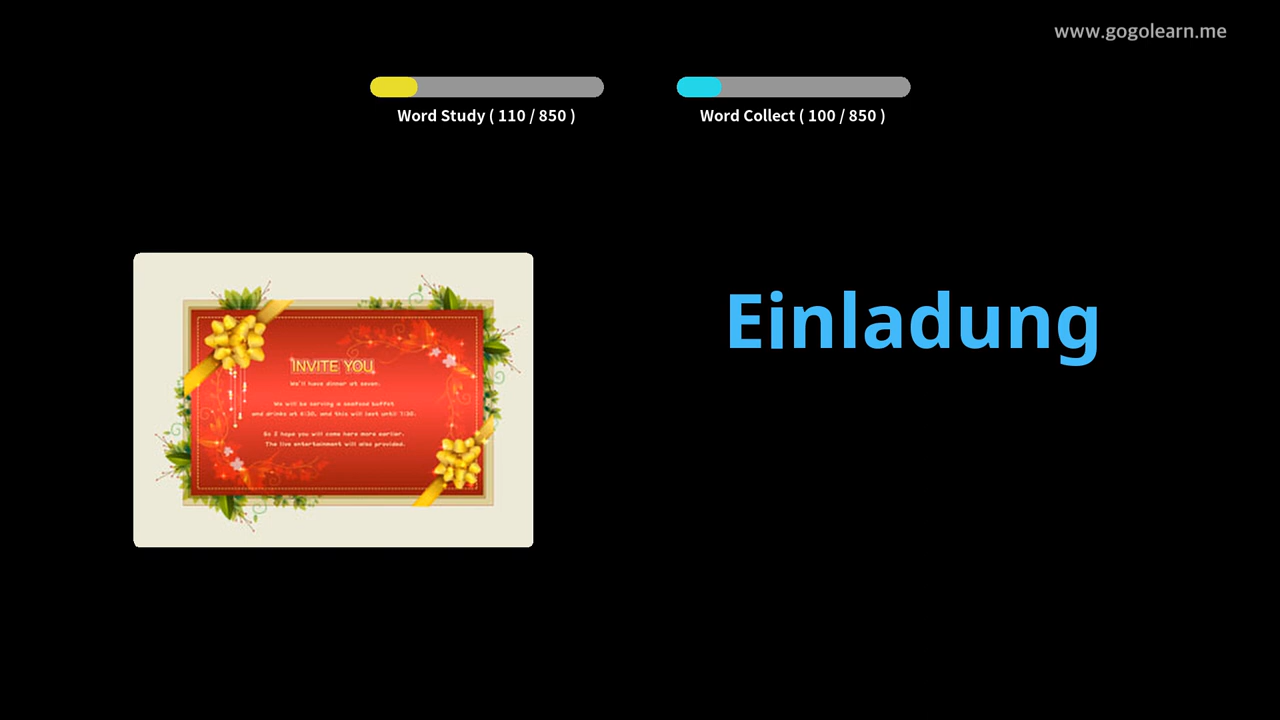 www.gogolearn.me
Word Study ( 110 / 850 )
Word Collect ( 100 / 850 )
Einladung
INVITE YOU
We'll have dinner at seven.
We will be serving a seafood buffet
and drinks at 6:30, and this will last until 7:30.
So I hope you will come here more earlier.
The live entertainment will also provided.